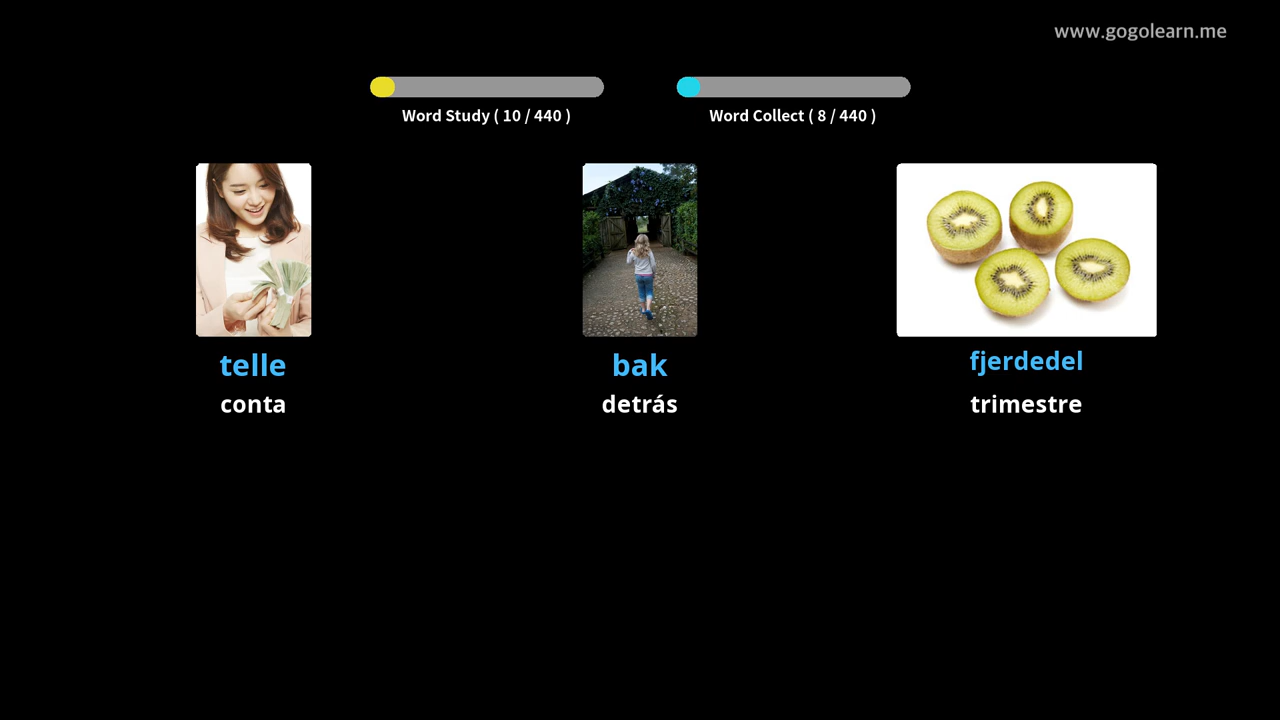 www.gogolearn.me
Word Study ( 10 / 440 )
Word Collect ( 8 / 440 )
telle
conta
bak
detrás
fjerdedel
trimestre